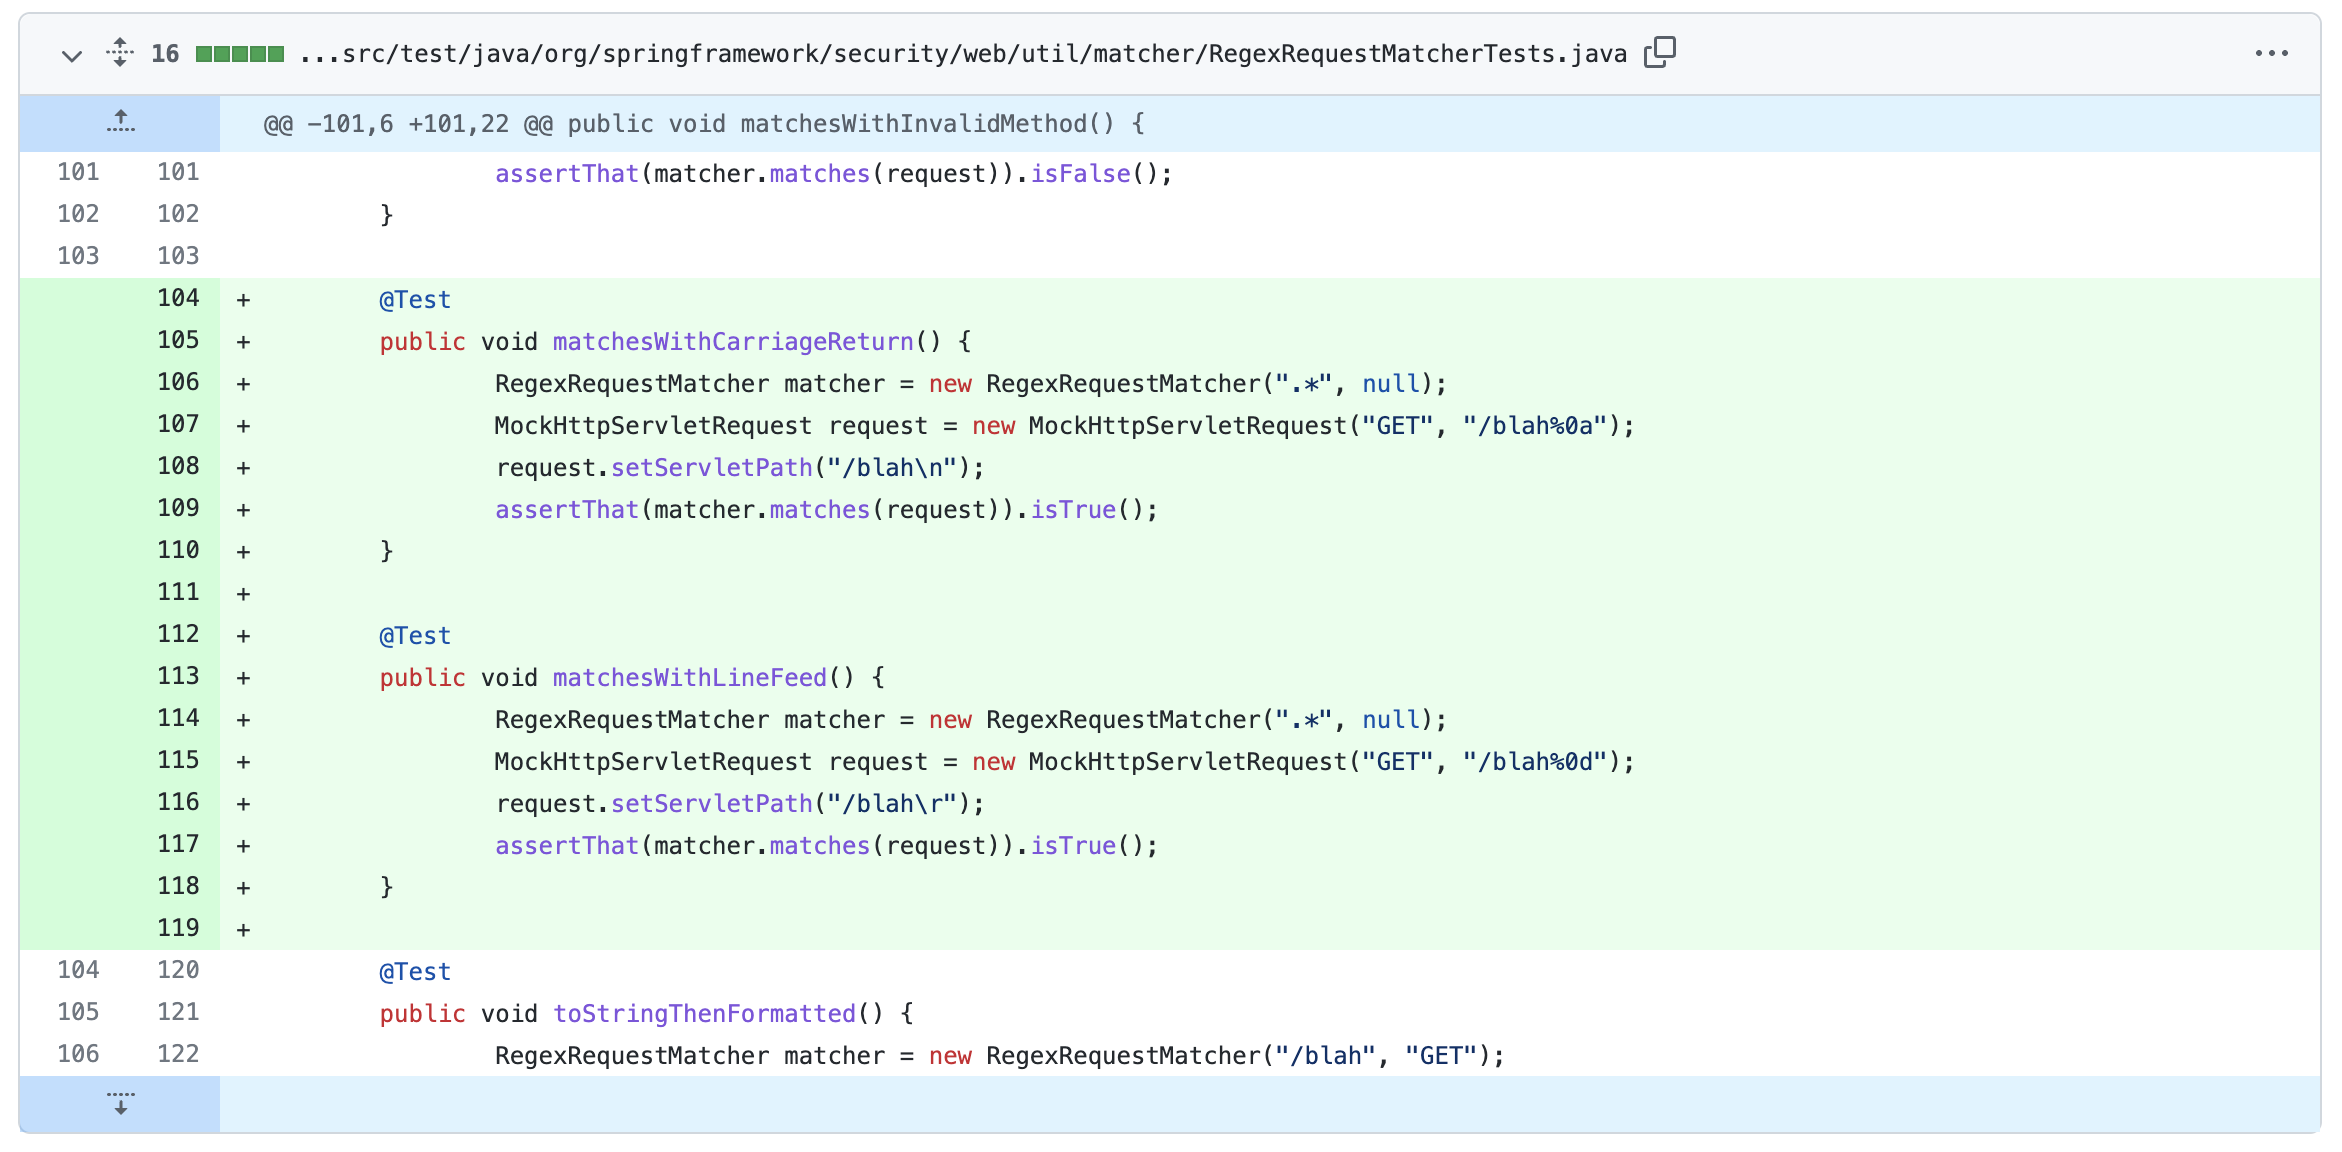 16 ...src/test/java/org/springframework/security/web/util/matcher/RegexRequestMatcherTests.java
@@ -101,6 +101,22 @@ public void matchesWithInvalidMethod() {
101 101 assertThat(matcher.matches(request)).isFalse();
102 102 }
103 103
104 + @Test
105 + public void matchesWithCarriageReturn() {
106 + RegexRequestMatcher matcher = new RegexRequestMatcher(".*", null);
107 + MockHttpServletRequest request = new MockHttpServletRequest("GET", "/blah%0a");
108 + request.setServletPath("/blah\n");
109 + assertThat(matcher.matches(request)).isTrue();
110 + }
111 +
112 + @Test
113 + public void matchesWithLineFeed() {
114 + RegexRequestMatcher matcher = new RegexRequestMatcher(".*", null);
115 + MockHttpServletRequest request = new MockHttpServletRequest("GET", "/blah%0d");
116 + request.setServletPath("/blah\r");
117 + assertThat(matcher.matches(request)).isTrue();
118 + }
119 +
104 120 @Test
105 121 public void toStringThenFormatted() {
106 122 RegexRequestMatcher matcher = new RegexRequestMatcher("/blah", "GET");